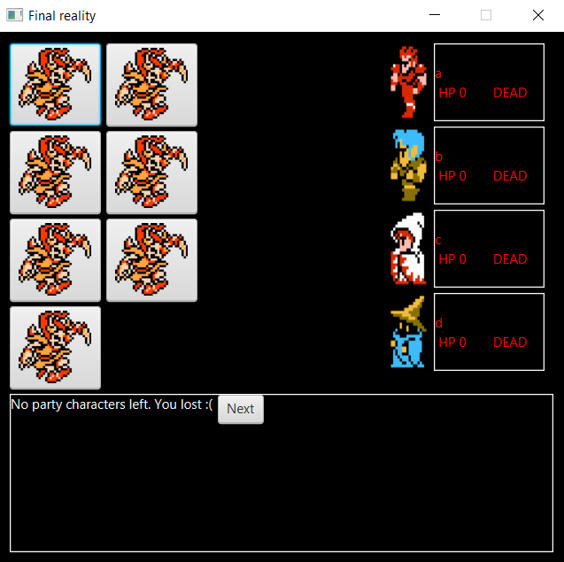 Final reality
a
HP 0 DEAD
b
HP 0 DEAD
c
HP 0 DEAD
d
HP 0 DEAD
No party characters left. You lost :( Next